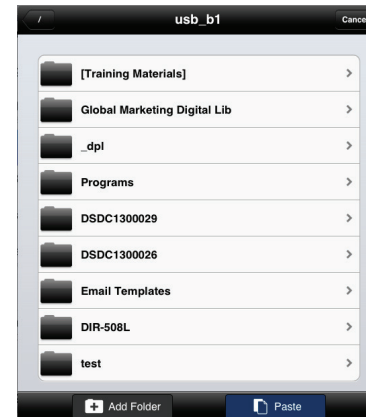 / usb_b1 Cance
[Training Materials]
Global Marketing Digital Lib
_dpl
Programs
DSDC1300029
DSDC1300026
Email Templates
DIR-508L
test
Add Folder Paste